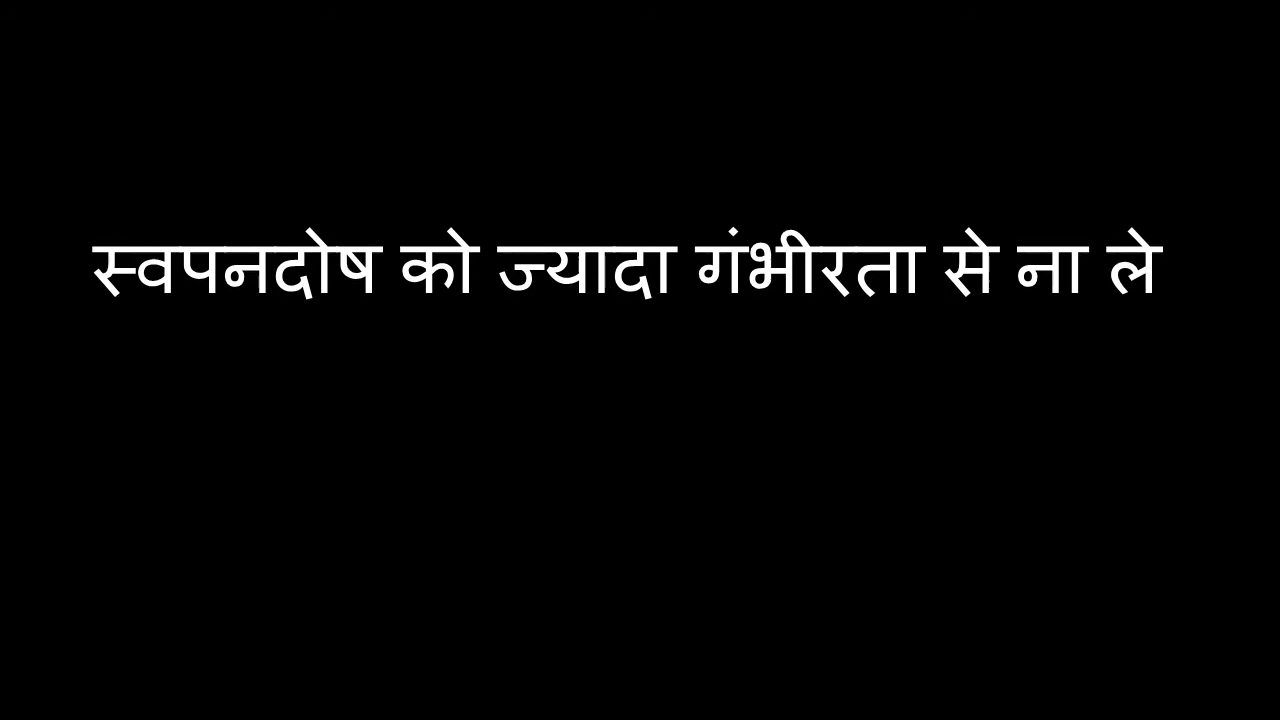 स्वपनदोष को ज्यादा गंभीरता से ना ले